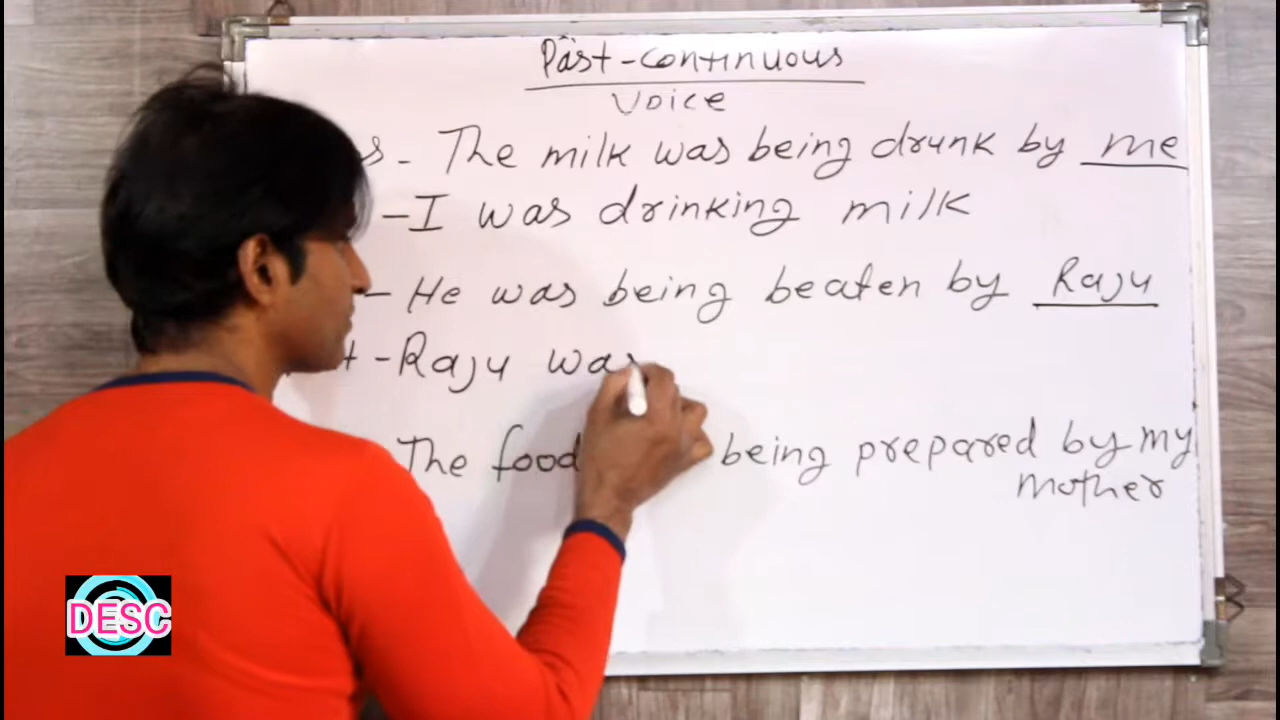 Past-continuous
Voice
s- The milk was being drunk by me
-I was drinking milk
- He was being beaten by Raju
t-Raju was
The food being prepared by my
mother
DESC